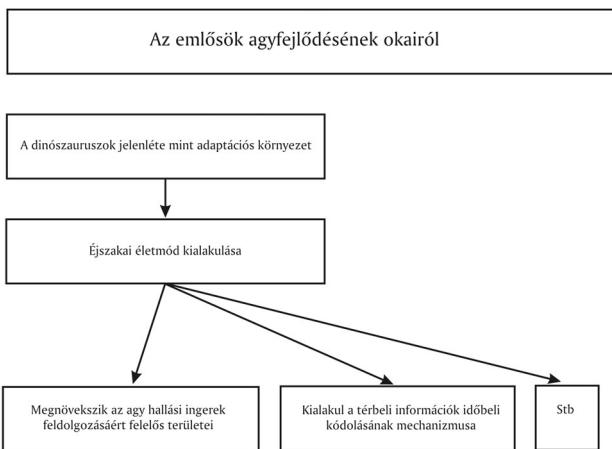 Az emlősök agyfejlődésének okairól
A dinószauruszok jelenléte mint adaptációs környezet
Éjszakai életmód kialakulása
Megnövekszik az agy hallási ingerek
feldolgozásáért felelős területei
Kialakul a térbeli információk időbeli
kódolásának mechanizmusa
Stb